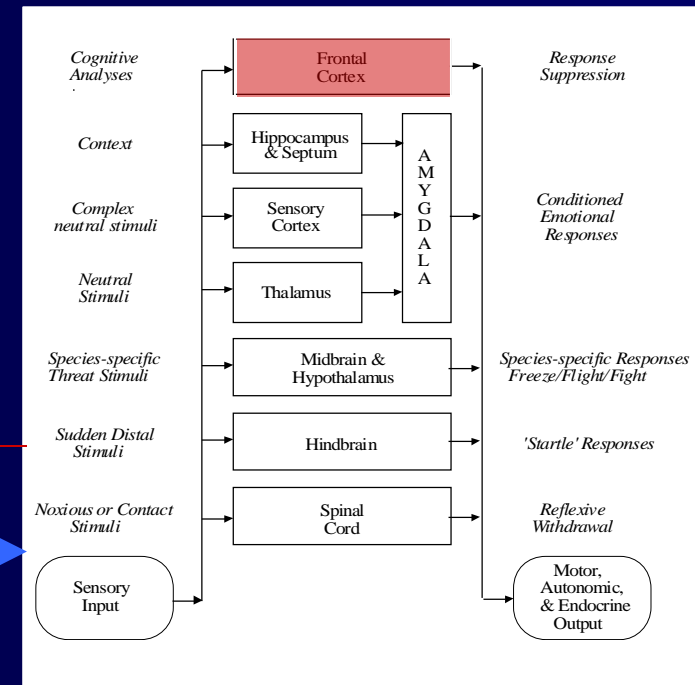 Cognitive
Analyses
.
Frontal
Cortex
Response
Suppression
Context
Hippocampus
& Septum
A
M
Y
G
D
A
L
A
Complex
neutral stimuli
Sensory
Cortex
Conditioned
Emotional
Responses
Neutral
Stimuli
Thalamus
Species-specific
Threat Stimuli
Midbrain &
Hypothalamus
Species-specific Responses
Freeze/Flight/Fight
Sudden Distal
Stimuli
Hindbrain
'Startle' Responses
Noxious or Contact
Stimuli
Spinal
Cord
Reflexive
Withdrawal
Sensory
Input
Motor,
Autonomic,
& Endocrine
Output